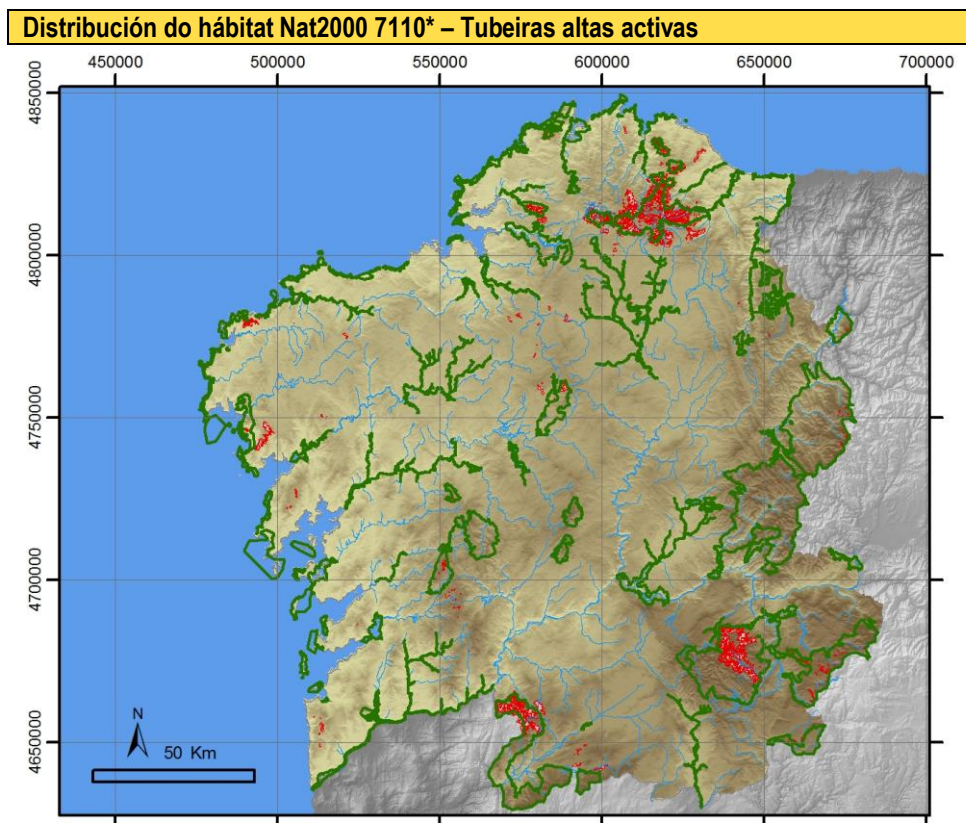 Distribución do hábitat Nat2000 7110* – Tubeiras altas activas
450000 500000 550000 600000 650000 700000
4850000
4800000
4750000
4700000
4650000
N
50 Km